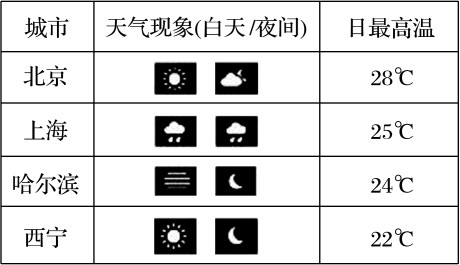 城市 天气现象(白天/夜间) 日最高温
北京 28℃
上海 25℃
哈尔滨 24℃
西宁 22℃